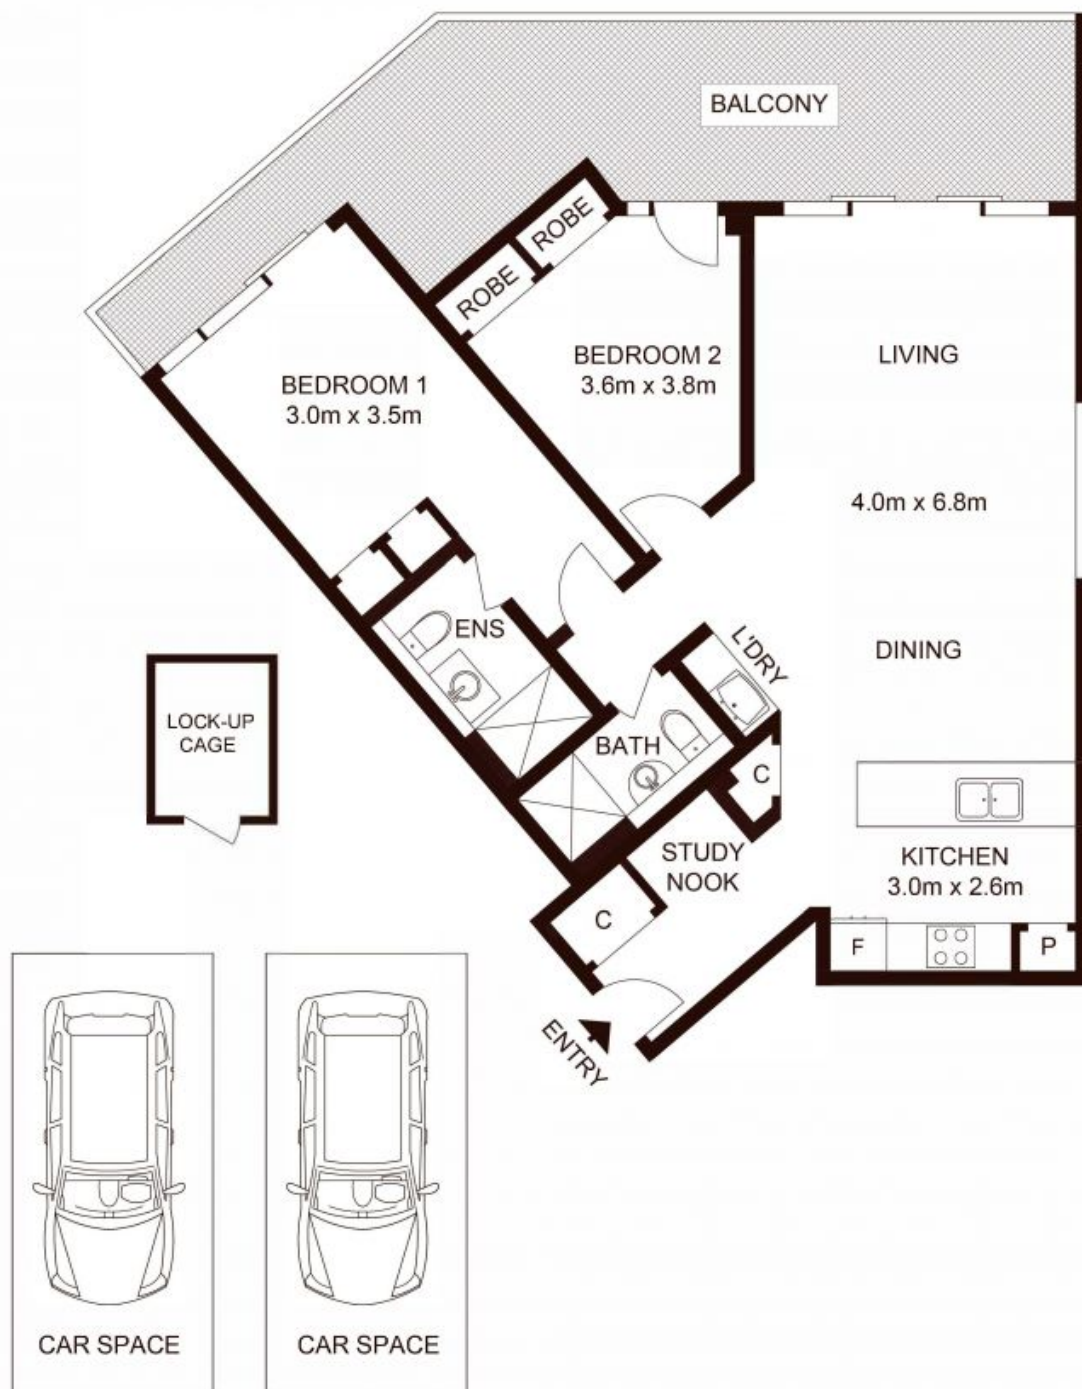 BALCONY
ROBE
ROBE
BEDROOM 1
3.0m x 3.5m
BEDROOM 2
3.6m x 3.8m
LIVING
4.0m x 6.8m
DINING
ENS
L'DRY
BATH
C
LOCK-UP
CAGE
STUDY
NOOK
KITCHEN
3.0m x 2.6m
C
F
P
ENTRY
CAR SPACE
CAR SPACE